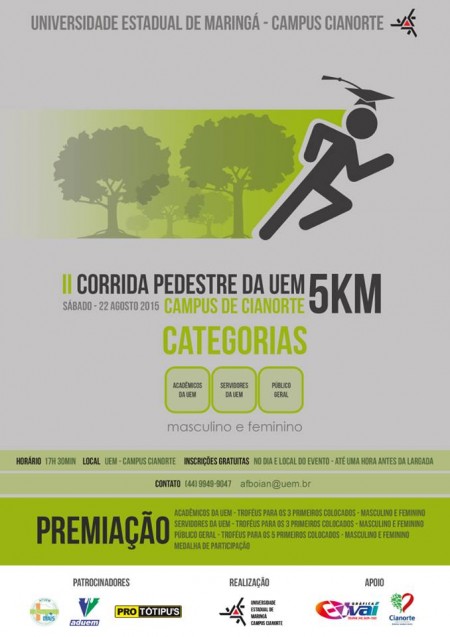 UNIVERSIDADE ESTADUAL DE MARINGÁ - CAMPUS CIANORTE
II CORRIDA PEDESTRE DA UEM 5KM
SÁBADO - 22 AGOSTO 2015 CAMPUS DE CIANORTE
CATEGORIAS
ACADÊMICOS DA UEM
SERVIDORES DA UEM
PÚBLICO GERAL
masculino e feminino
HORÁRIO 17H 30MIN LOCAL UEM - CAMPUS CIANORTE INSCRIÇÕES GRATUITAS NO DIA E LOCAL DO EVENTO - ATÉ UMA HORA ANTES DA LARGADA
CONTATO (44) 9949-9047 afboian@uem.br
PREMIAÇÃO
ACADÊMICOS DA UEM - TROFÉUS PARA OS 3 PRIMEIROS COLOCADOS - MASCULINO E FEMININO
SERVIDORES DA UEM - TROFÉUS PARA OS 3 PRIMEIROS COLOCADOS - MASCULINO E FEMININO
PÚBLICO GERAL - TROFÉUS PARA OS 5 PRIMEIROS COLOCADOS - MASCULINO E FEMININO
MEDALHA DE PARTICIPAÇÃO
PATROCINADORES REALIZAÇÃO APOIO
aduem
PRO TÓTIPU'S
UNIVERSIDADE
ESTADUAL DE
MARINGÁ
CAMPUS CIANORTE
GRÁFICA
Cianorte